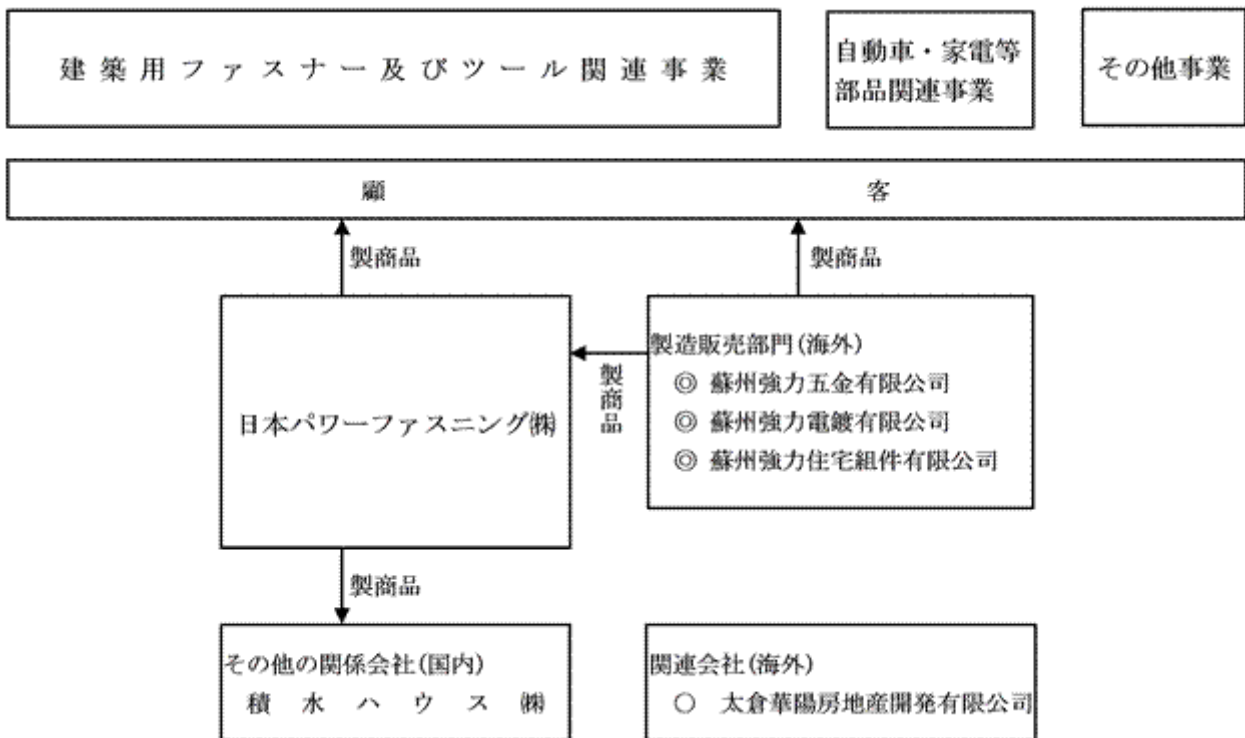 建築用ファスナー及びツール関連事業
自動車・家電等
部品関連事業
その他事業
顧客
製商品
製商品
日本パワーファスニング㈱
製商品
製造販売部門(海外)
◎ 蘇州強力五金有限公司
◎ 蘇州強力電鍍有限公司
◎ 蘇州強力住宅組件有限公司
製商品
その他の関係会社(国内)
積水ハウス㈱
関連会社(海外)
○ 太倉華陽房地産開発有限公司